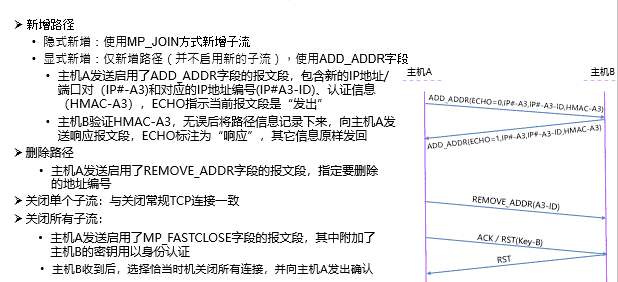 新增路径
隐式新增：使用MP_JOIN方式新增子流
显式新增：仅新增路径（并不启用新的子流），使用ADD_ADDR字段
主机A发送启用了ADD_ADDR字段的报文段，包含新的IP地址/
端口对（IP#-A3)和对应的IP地址编号(IP#A3-ID)、认证信息
（HMAC-A3），ECHO指示当前报文段是“发出”
主机B验证HMAC-A3，无误后将路径信息记录下来，向主机A发
送响应报文段，ECHO标注为“响应”，其它信息原样发回
删除路径
主机A发送启用了REMOVE_ADDR字段的报文段，指定要删除
的地址编号
关闭单个子流：与关闭常规TCP连接一致
关闭所有子流：
主机A发送启用了MP_FASTCLOSE字段的报文段，其中附加了
主机B的密钥用以身份认证
主机B收到后，选择恰当时机关闭所有连接，并向主机A发出确认
主机A
主机B
ADD_ADDR(ECHO=0,IP#-A3,IP#-A3-ID,HMAC-A3)
ADD_ADDR(ECHO=1,IP#-A3,IP#-A3-ID,HMAC-A3)
REMOVE_ADDR(A3-ID)
ACK / RST(Key-B)
RST